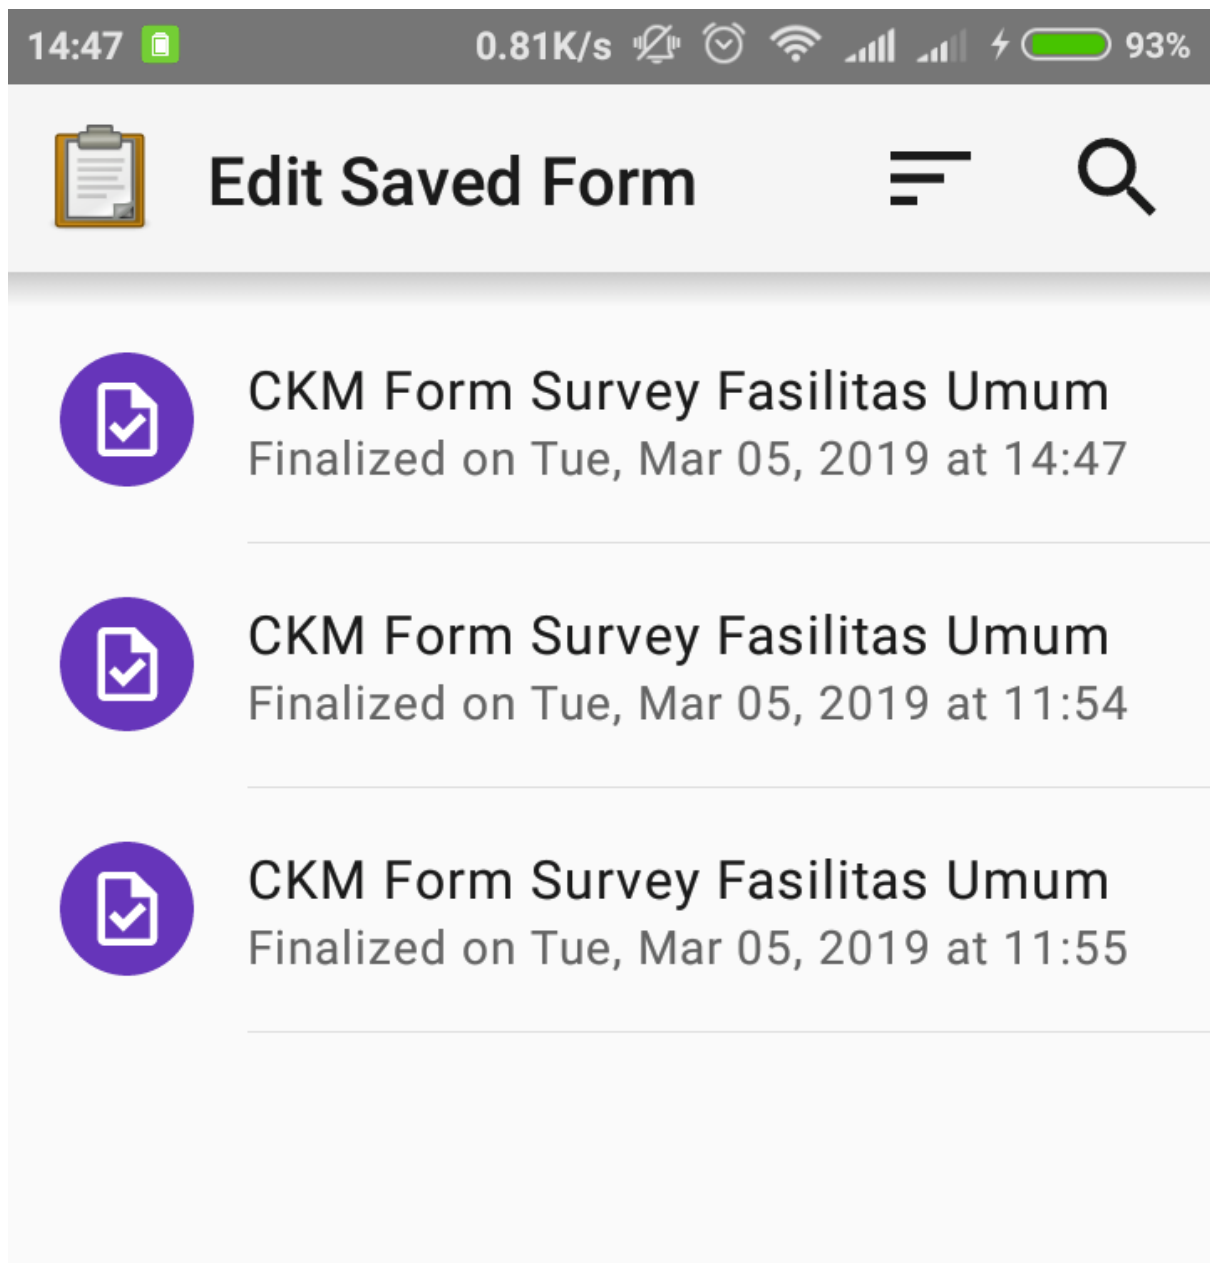 14:47 0.81K/s 93%
Edit Saved Form
CKM Form Survey Fasilitas Umum
Finalized on Tue, Mar 05, 2019 at 14:47
CKM Form Survey Fasilitas Umum
Finalized on Tue, Mar 05, 2019 at 11:54
CKM Form Survey Fasilitas Umum
Finalized on Tue, Mar 05, 2019 at 11:55